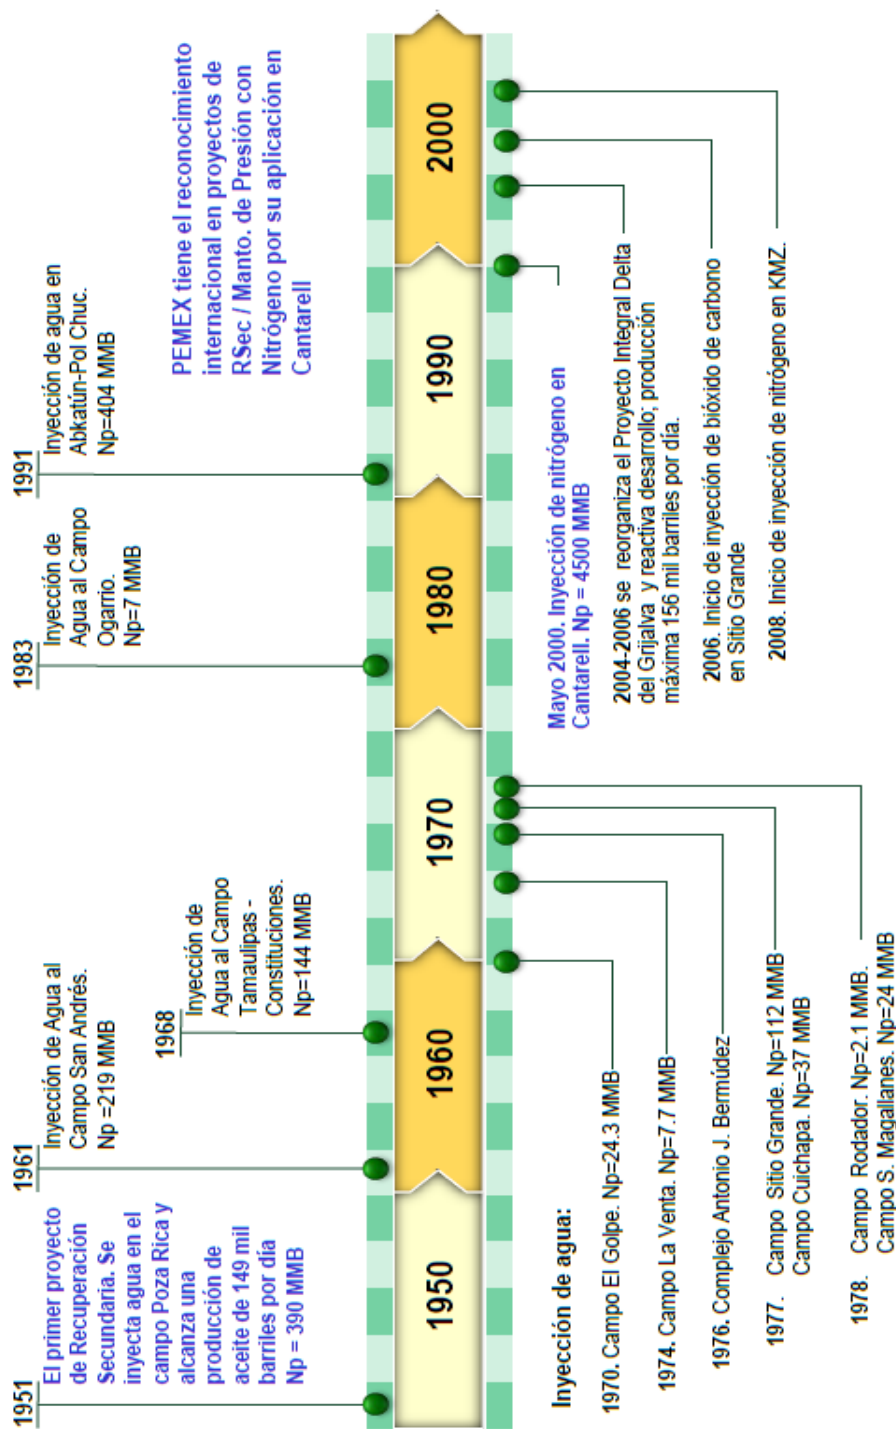 1951
El primer proyecto
de Recuperación
Secundaria. Se
inyecta agua en el
campo Poza Rica y
alcanza una
producción de
aceite de 149 mil
barriles por día
Np = 390 MMB
1961
Inyección de Agua al
Campo San Andrés.
Np =219 MMB
1968
Inyección de
Agua al Campo
Tamaulipas -
Constituciones.
Np=144 MMB
1983
Inyección de
Agua al Campo
Ogarrio.
Np=7 MMB
1991
Inyección de agua en
Abkatún-Pol Chuc.
Np=404 MMB
PEMEX tiene el reconocimiento
internacional en proyectos de
RSec / Manto. de Presión con
Nitrógeno por su aplicación en
Cantarell
1950
1960
1970
1980
1990
2000
Inyección de agua:
1970. Campo El Golpe. Np=24.3 MMB
1974. Campo La Venta. Np=7.7 MMB
1976. Complejo Antonio J. Bermúdez
1977. Campo Sitio Grande. Np=112 MMB
Campo Cuichapa. Np=37 MMB
1978. Campo Rodador. Np=2.1 MMB.
Campo S. Magallanes. Np=24 MMB
Mayo 2000. Inyección de nitrógeno en
Cantarell. Np = 4500 MMB
2004-2006 se reorganiza el Proyecto Integral Delta
del Grijalva y reactiva desarrollo; producción
máxima 156 mil barriles por día.
2006. Inicio de inyección de bióxido de carbono
en Sitio Grande
2008. Inicio de inyección de nitrógeno en KMZ.